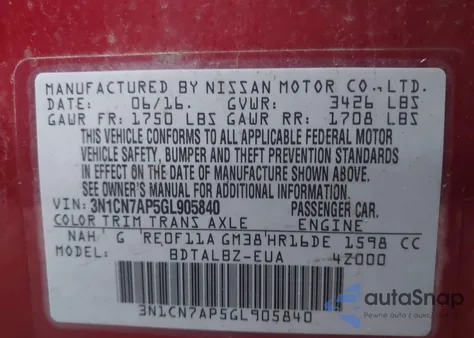 MANUFACTURED BY NISSAN MOTOR CO.,LTD.
DATE: 06/16. GVWR: 3426 LBS
GAWR FR: 1750 LBS GAWR RR: 1708 LBS
THIS VEHICLE CONFORMS TO ALL APPLICABLE FEDERAL MOTOR
VEHICLE SAFETY, BUMPER AND THEFT PREVENTION STANDARDS
IN EFFECT ON THE DATE OF MANUFACTURE SHOWN ABOVE.
SEE OWNER'S MANUAL FOR ADDITIONAL INFORMATION.
VIN: 3N1CN7AP5GL905840 PASSENGER CAR.
COLOR TRIM TRANS AXLE ENGINE
NAH G RE0F11A GM38 HR16DE 1598 CC
MODEL: BDTALBZ-EUA 4Z000
3N1CN7AP5GL905840
autoSnap
Pewne auto z USA